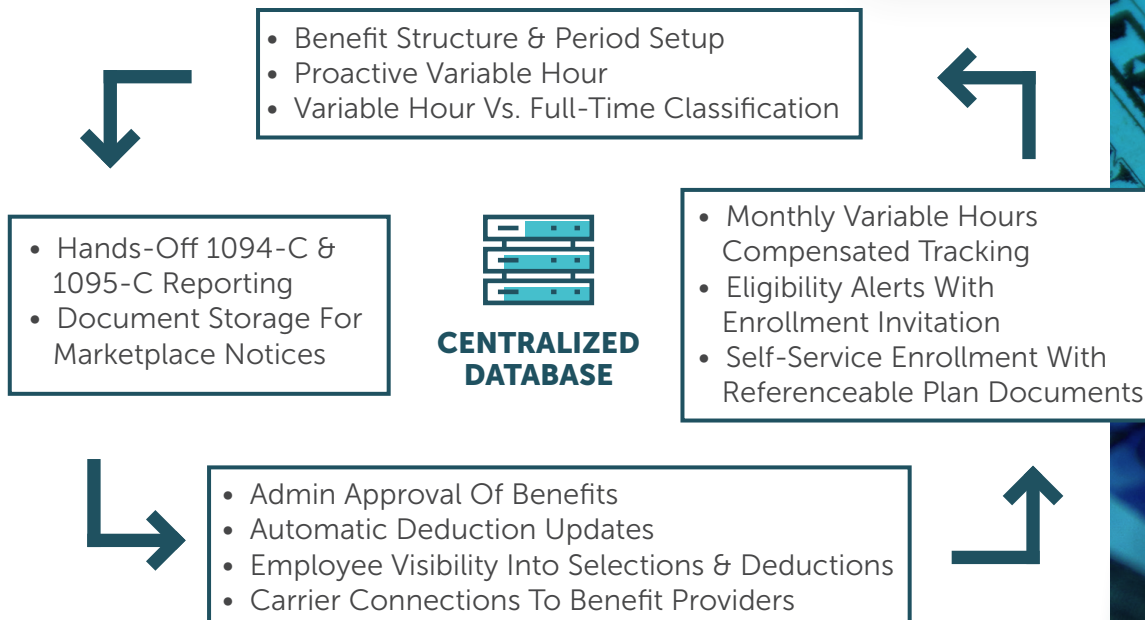 • Benefit Structure & Period Setup
• Proactive Variable Hour
• Variable Hour Vs. Full-Time Classification
• Hands-Off 1094-C &
1095-C Reporting
• Document Storage For
Marketplace Notices
CENTRALIZED
DATABASE
• Monthly Variable Hours
Compensated Tracking
• Eligibility Alerts With
Enrollment Invitation
• Self-Service Enrollment With
Referenceable Plan Documents
• Admin Approval Of Benefits
• Automatic Deduction Updates
• Employee Visibility Into Selections & Deductions
• Carrier Connections To Benefit Providers